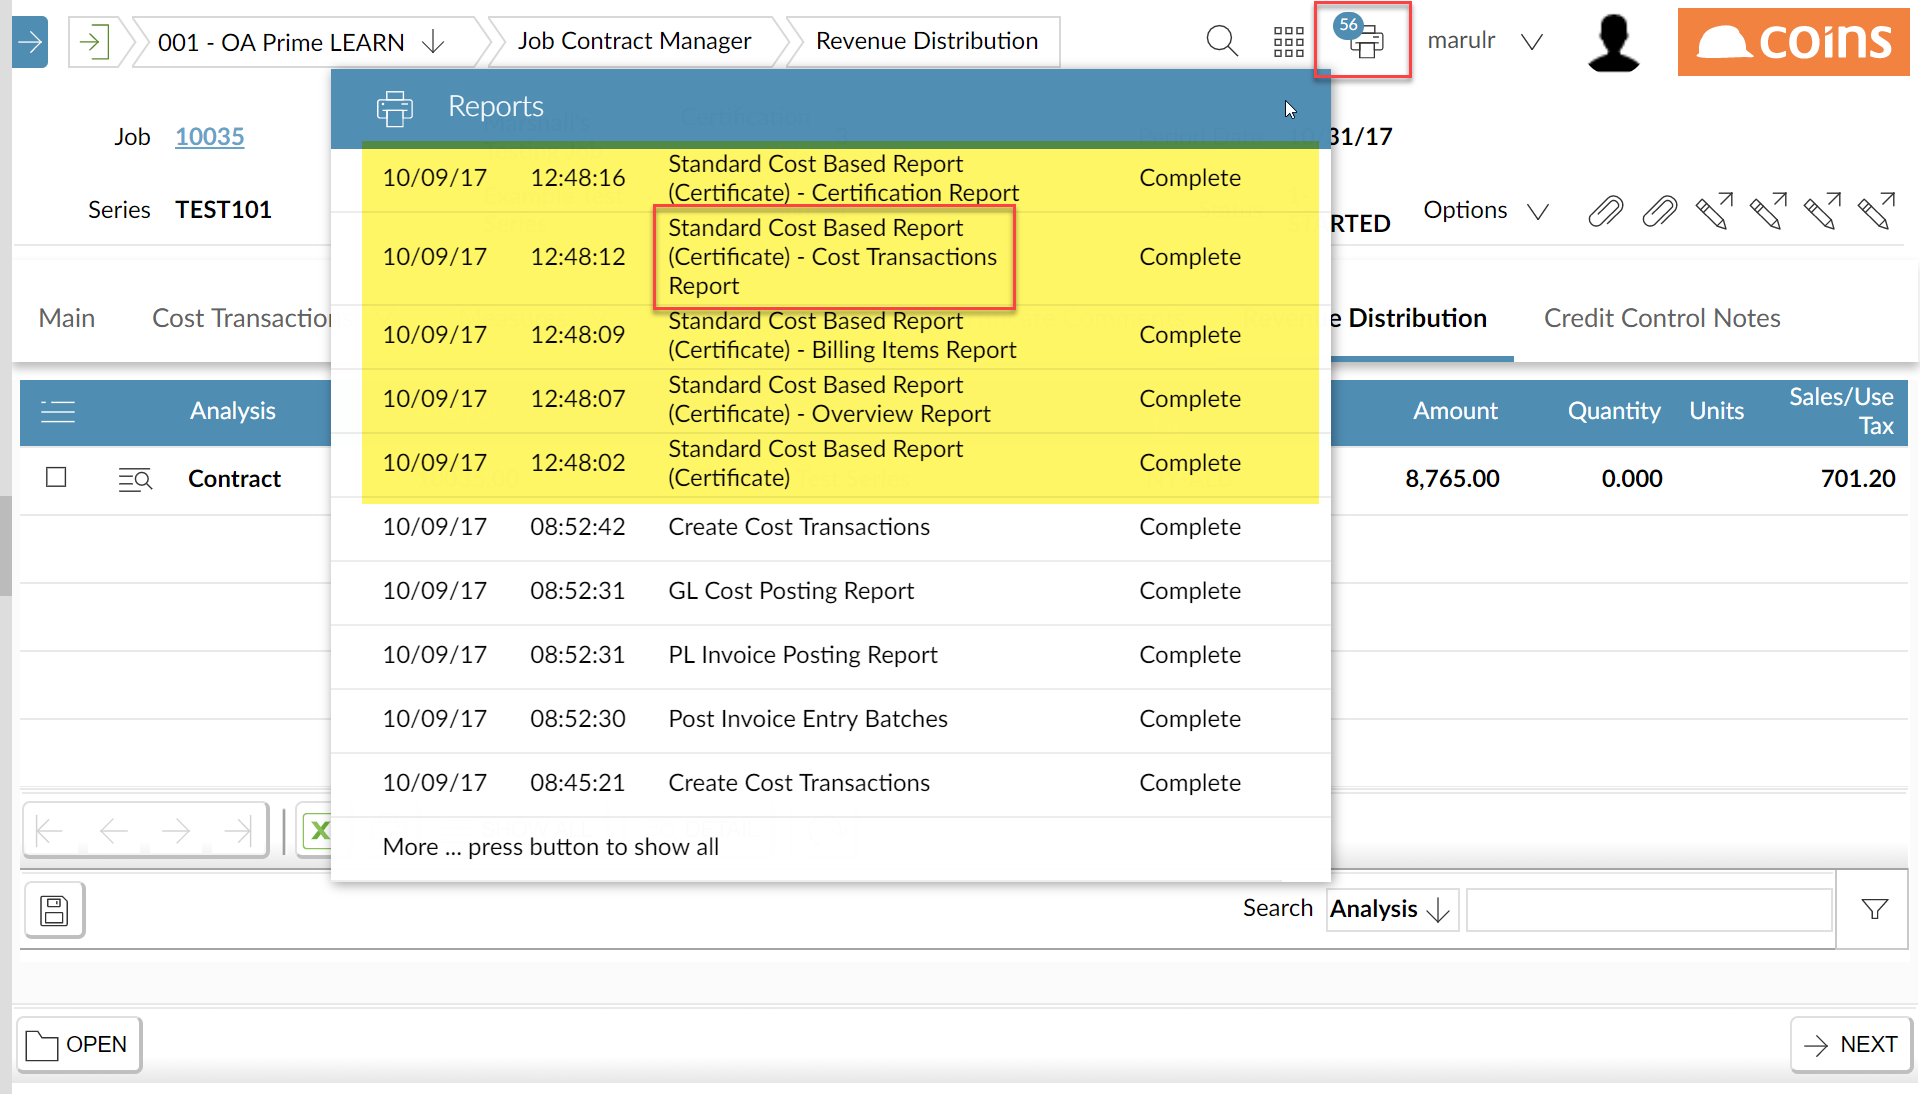 001 - OA Prime LEARN
Job Contract Manager
Revenue Distribution
56
marulr
coins
Reports
Job 10035
31/17
Series TEST101
RTED
Options
10/09/17 12:48:16 Standard Cost Based Report
(Certificate) - Certification Report Complete
10/09/17 12:48:12 Standard Cost Based Report
(Certificate) - Cost Transactions
Report Complete
10/09/17 12:48:09 Standard Cost Based Report
(Certificate) - Billing Items Report Complete
10/09/17 12:48:07 Standard Cost Based Report
(Certificate) - Overview Report Complete
10/09/17 12:48:02 Standard Cost Based Report
(Certificate) Complete
10/09/17 08:52:42 Create Cost Transactions Complete
10/09/17 08:52:31 GL Cost Posting Report Complete
10/09/17 08:52:31 PL Invoice Posting Report Complete
10/09/17 08:52:30 Post Invoice Entry Batches Complete
10/09/17 08:45:21 Create Cost Transactions Complete
More ... press button to show all
Main Cost Transaction e Distribution Credit Control Notes
Analysis Amount Quantity Units Sales/Use
Tax
Contract 8,765.00 0.000 701.20
Search Analysis
OPEN NEXT